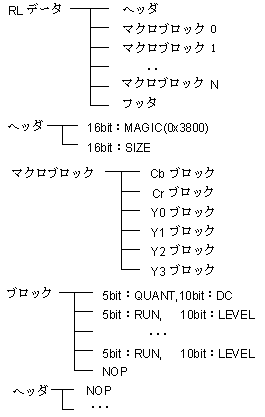 RL データ
ヘッダ
マクロブロック 0
マクロブロック 1
・・
マクロブロック N
フッタ
ヘッダ
16bit：MAGIC(0x3800)
16bit：SIZE
マクロブロック
Cb ブロック
Cr ブロック
Y0 ブロック
Y1 ブロック
Y2 ブロック
Y3 ブロック
ブロック
5bit：QUANT,10bit：DC
5bit：RUN, 10bit：LEVEL
・・・
5bit：RUN, 10bit：LEVEL
NOP
ヘッダ
NOP
・・・